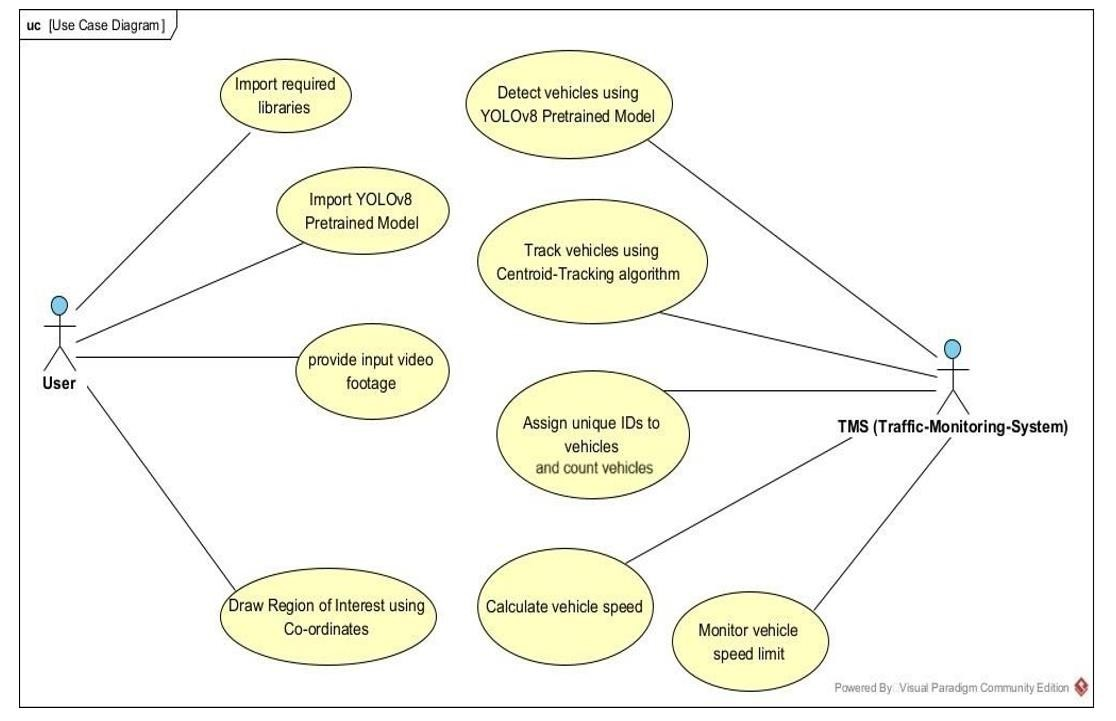 uc [Use Case Diagram]
Import required
libraries
Detect vehicles using
YOLOv8 Pretrained Model
Import YOLOv8
Pretrained Model
Track vehicles using
Centroid-Tracking algorithm
provide input video
footage
User
Assign unique IDs to
vehicles
and count vehicles
TMS (Traffic-Monitoring-System)
Draw Region of Interest using
Co-ordinates
Calculate vehicle speed
Monitor vehicle
speed limit
Powered By Visual Paradigm Community Edition